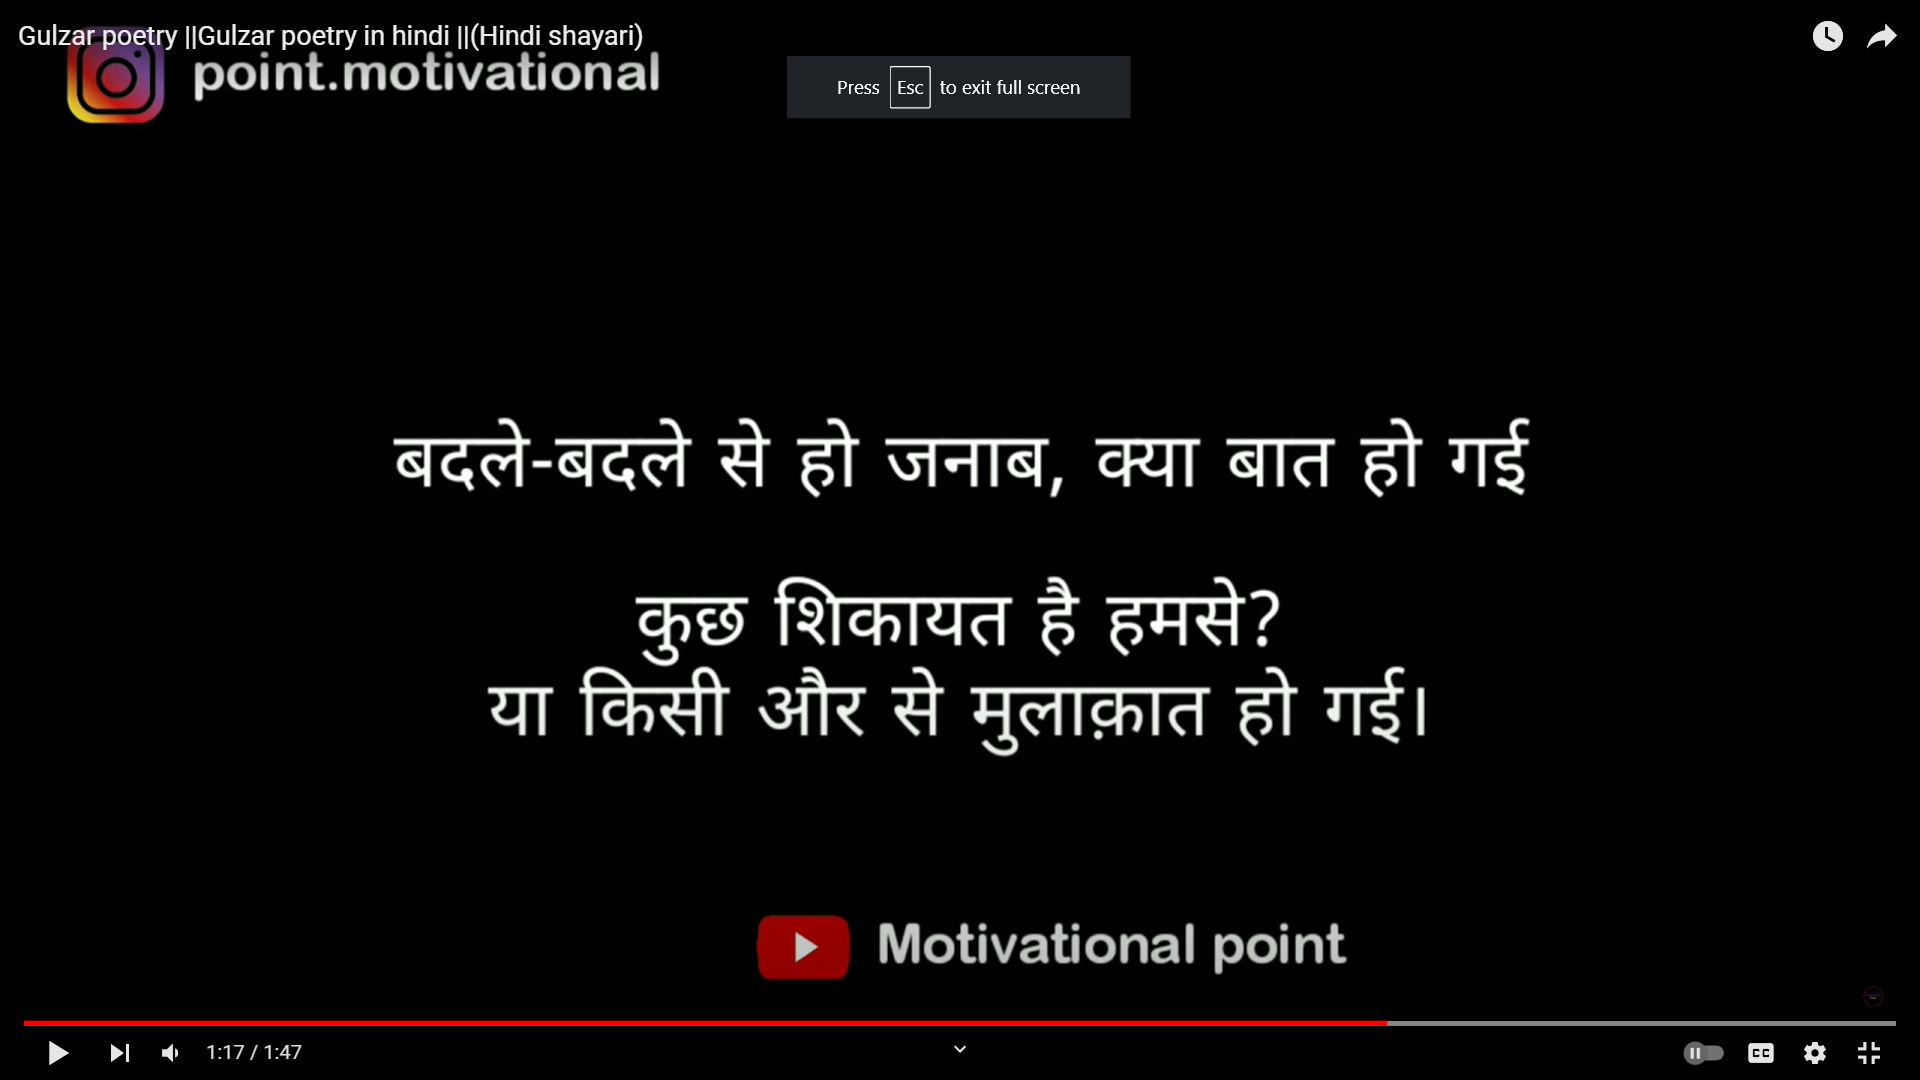 Gulzar poetry ||Gulzar poetry in hindi ||(Hindi shayari)
point.motivational
Press Esc to exit full screen
बदले-बदले से हो जनाब, क्या बात हो गई
कुछ शिकायत है हमसे?
या किसी और से मुलाक़ात हो गई।
Motivational point
1:17 / 1:47
CC